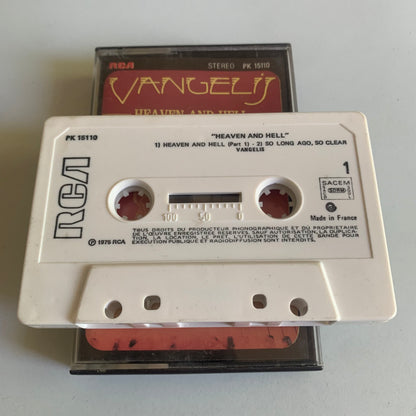 RCA STEREO PK 15110
VANGELIS
HEAVEN AND HELL
PK 15110
"HEAVEN AND HELL"
1) HEAVEN AND HELL (Part 1) - 2) SO LONG AGO, SO CLEAR
VANGELIS
1
RCA
SACEM
SDRM
100 50 0
Made in France
TOUS DROITS DU PRODUCTEUR PHONOGRAPHIQUE ET DU PROPRIETAIRE
DE L'ŒUVRE ENREGISTREE RESERVES. SAUF AUTORISATION, LA DUPLICA-
TION, LA LOCATION, LE PRET, L'UTILISATION DE CETTE BANDE POUR
EXECUTION PUBLIQUE ET RADIODIFFUSION SONT INTERDITS.
Ⓟ 1975 RCA